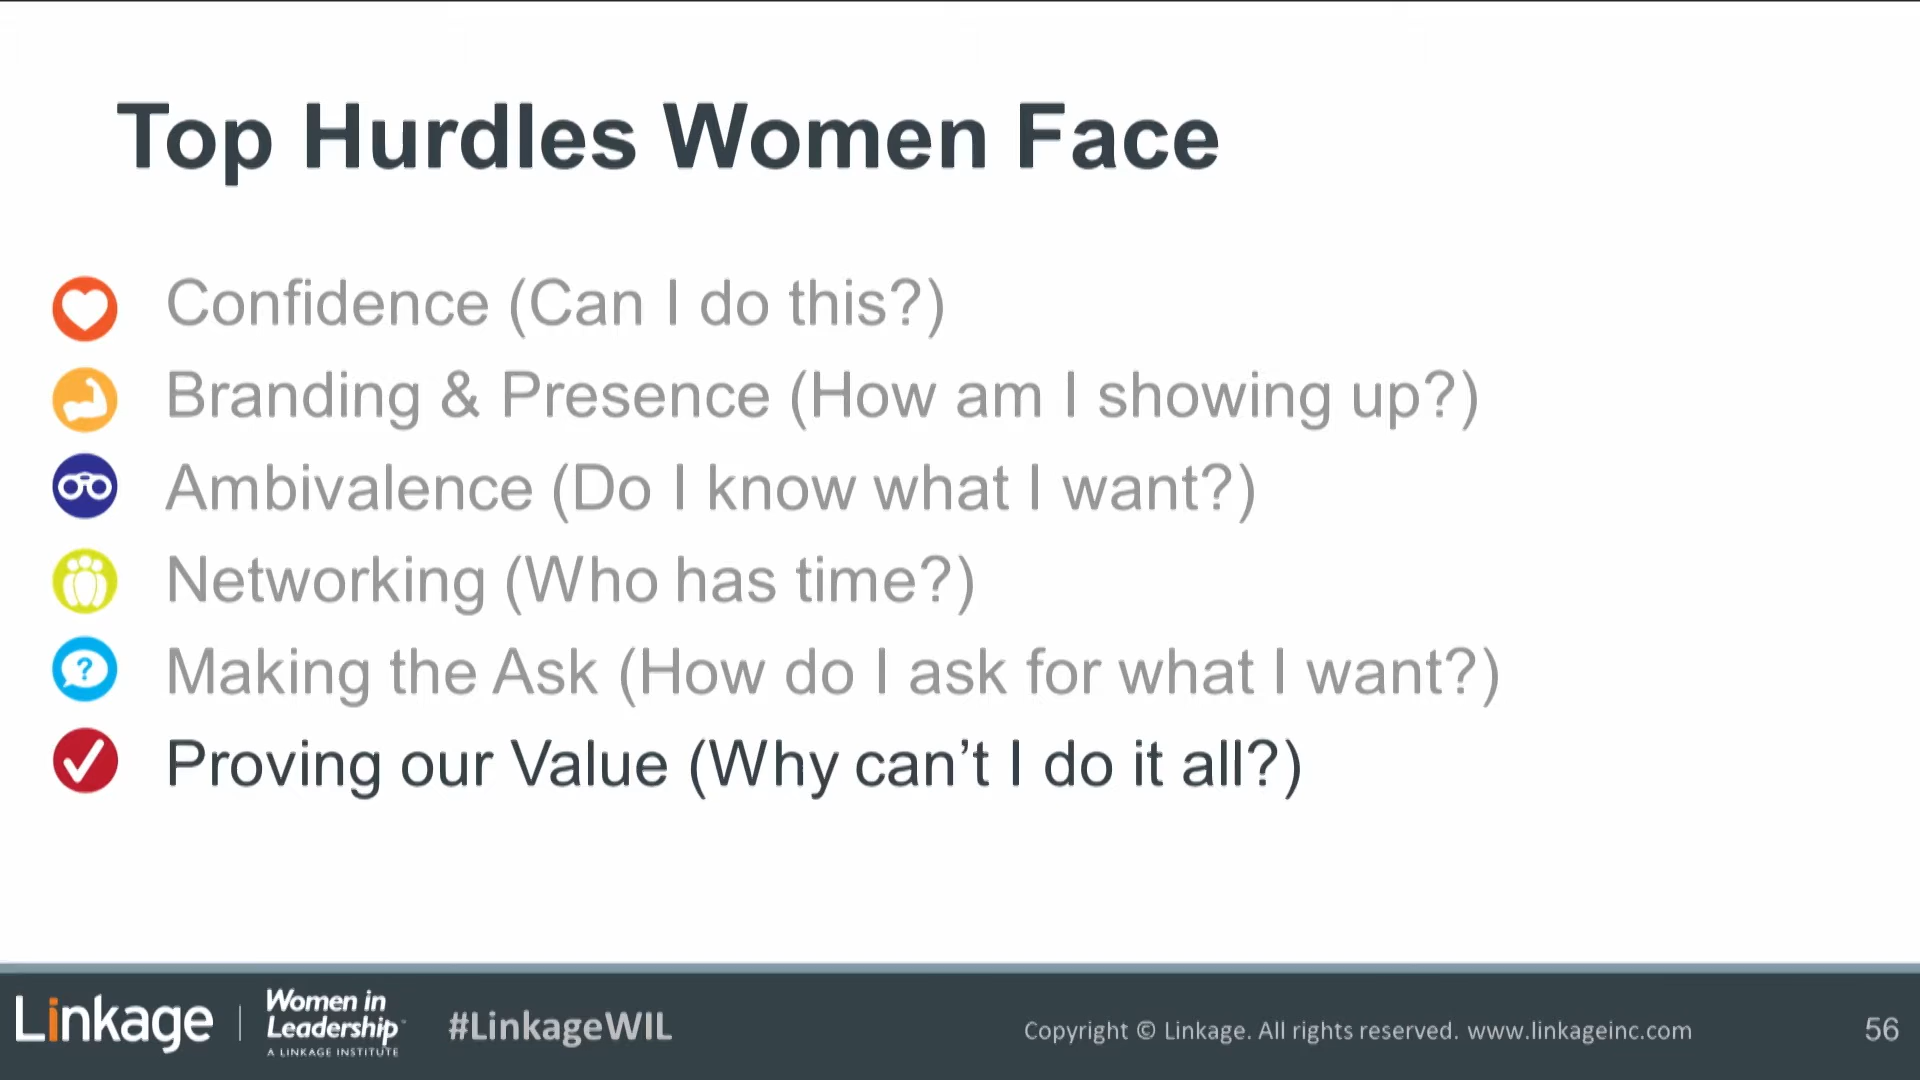 Top Hurdles Women Face
Confidence (Can I do this?)
Branding & Presence (How am I showing up?)
Ambivalence (Do I know what I want?)
Networking (Who has time?)
?
Making the Ask (How do I ask for what I want?)
Proving our Value (Why can’t I do it all?)
Linkage
Women in
Leadership™
A LINKAGE INSTITUTE
#LinkageWIL
Copyright © Linkage. All rights reserved. www.linkageinc.com
56